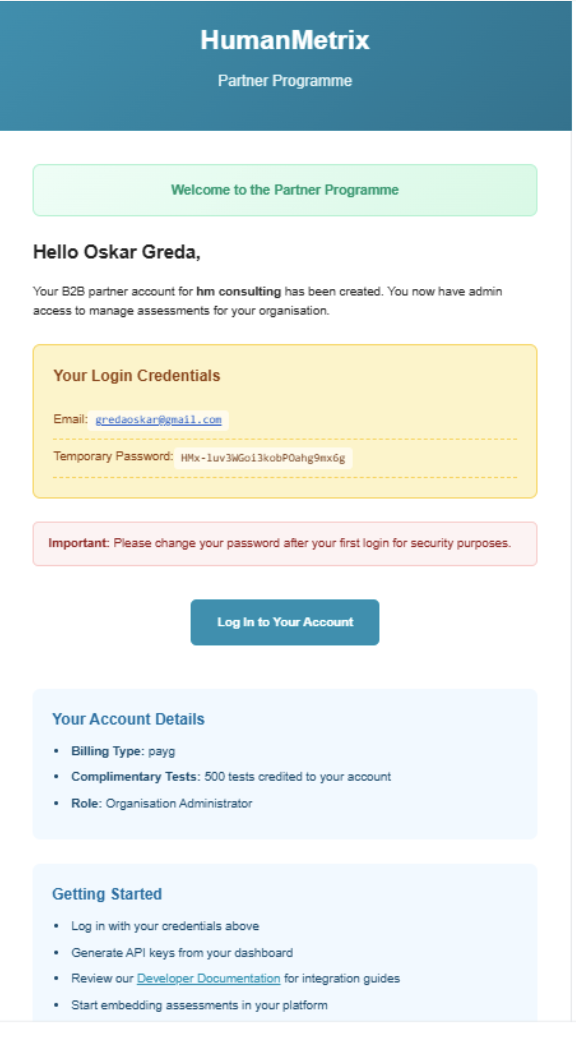 HumanMetrix
Partner Programme
Welcome to the Partner Programme
Hello Oskar Greda,
Your B2B partner account for hm consulting has been created. You now have admin
access to manage assessments for your organisation.
Your Login Credentials
Email: gredaoskar@gmail.com
Temporary Password: HMx-luv3WGoi3kobPOahg9mx6g
Important: Please change your password after your first login for security purposes.
Log In to Your Account
Your Account Details
• Billing Type: payg
• Complimentary Tests: 500 tests credited to your account
• Role: Organisation Administrator
Getting Started
• Log in with your credentials above
• Generate API keys from your dashboard
• Review our Developer Documentation for integration guides
• Start embedding assessments in your platform